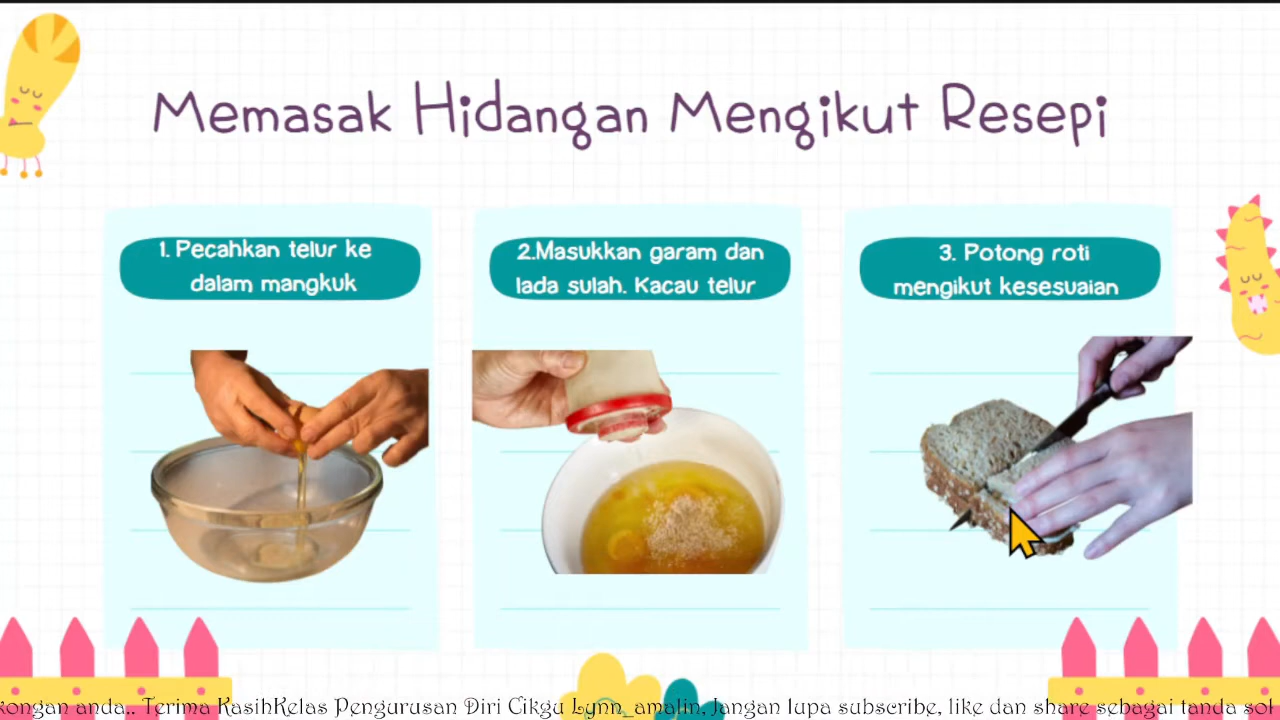 Memasak Hidangan Mengikut Resepi
1. Pecahkan telur ke
dalam mangkuk
2.Masukkan garam dan
lada sulah. Kacau telur
3. Potong roti
mengikut kesesuaian
kongan anda.. Terima KasihKelas Pengurusan Diri Cikgu Lynn_amalin, Jangan lupa subscribe, like dan share sebagai tanda sol